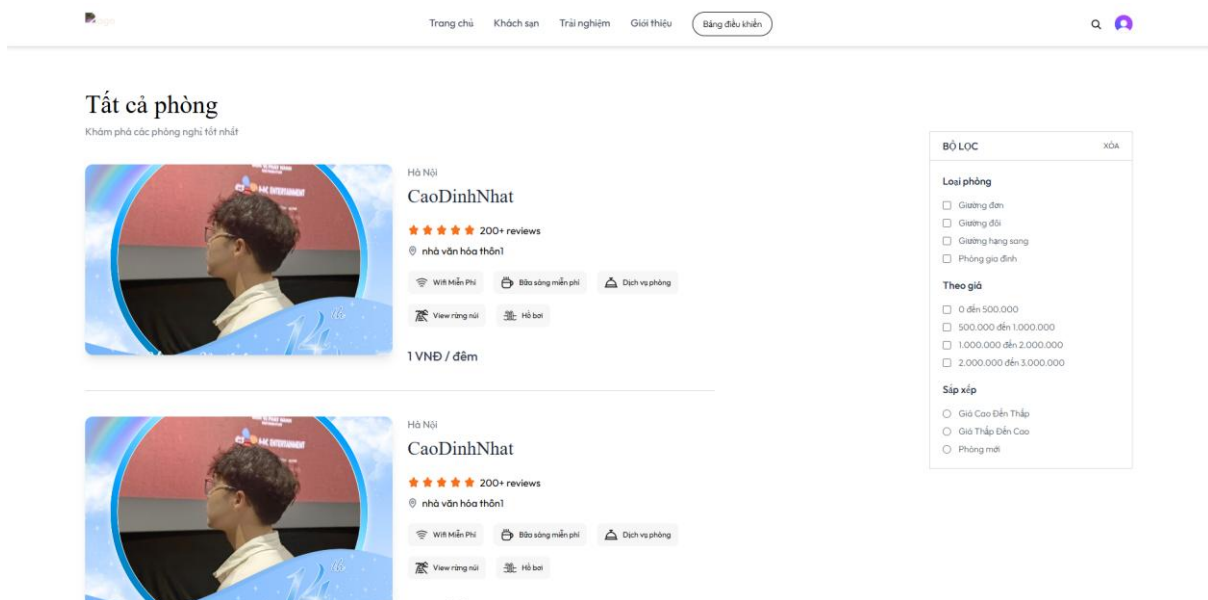 logo
Trang chủ Khách sạn Trải nghiệm Giới thiệu Bảng điều khiển
Tất cả phòng
Khám phá các phòng nghỉ tốt nhất
Hà Nội
CaoDinhNhat
200+ reviews
nhà văn hóa thôn1
Wifi Miễn Phí Bữa sáng miễn phí Dịch vụ phòng
View rừng núi Hồ bơi
1 VNĐ / đêm
Hà Nội
CaoDinhNhat
200+ reviews
nhà văn hóa thôn1
Wifi Miễn Phí Bữa sáng miễn phí Dịch vụ phòng
View rừng núi Hồ bơi
BỘ LỌC XÓA
Loại phòng
Giường đơn
Giường đôi
Giường hạng sang
Phòng gia đình
Theo giá
0 đến 500.000
500.000 đến 1.000.000
1.000.000 đến 2.000.000
2.000.000 đến 3.000.000
Sắp xếp
Giá Cao Đến Thấp
Giá Thấp Đến Cao
Phòng mới